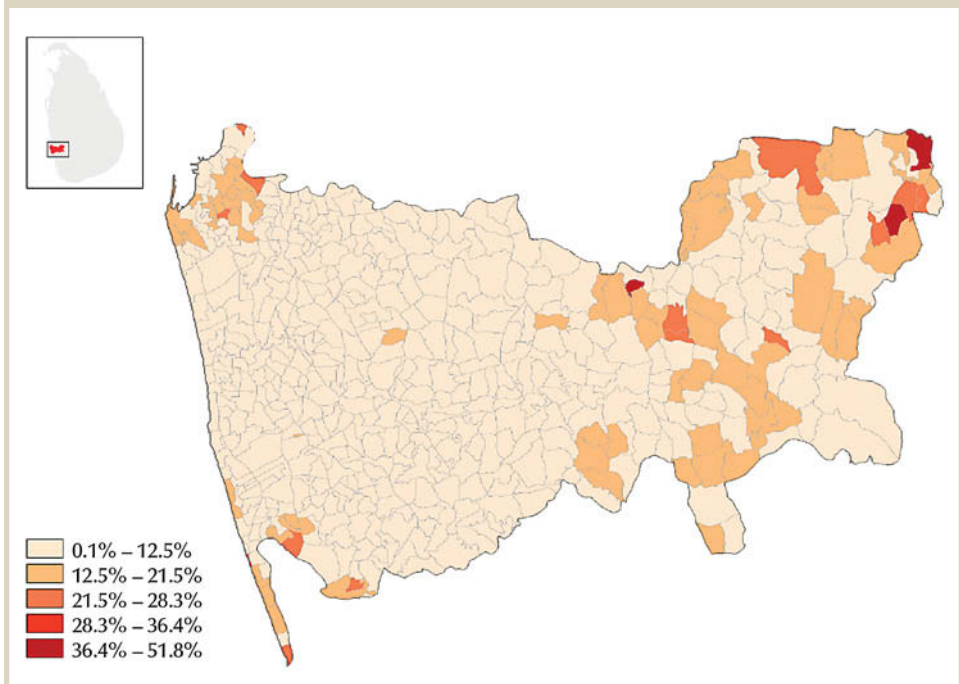 0.1% – 12.5%
12.5% – 21.5%
21.5% – 28.3%
28.3% – 36.4%
36.4% – 51.8%